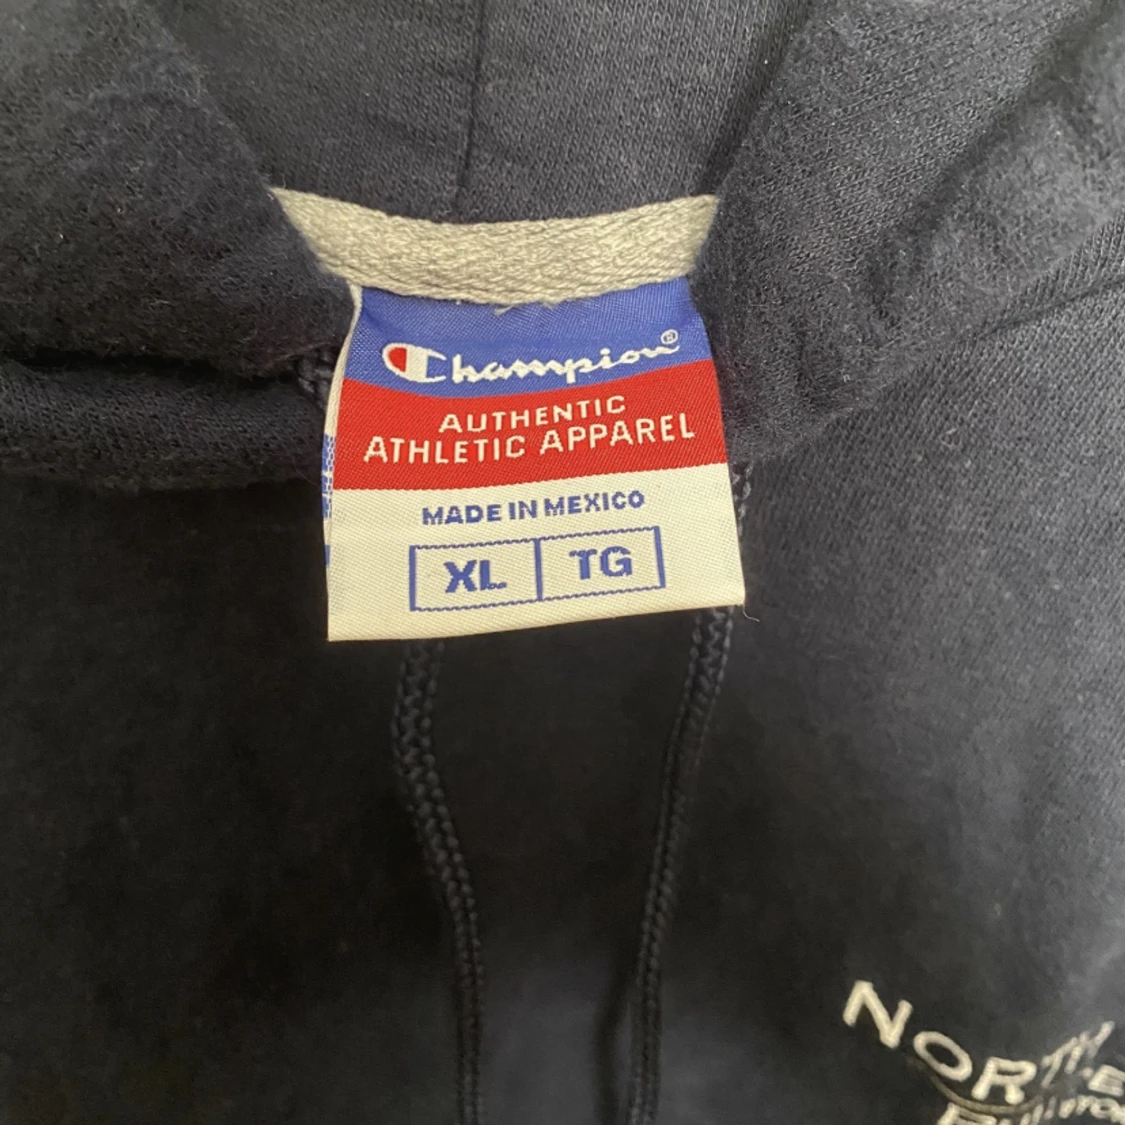 Champion®
AUTHENTIC
ATHLETIC APPAREL
MADE IN MEXICO
XL TG
NORTH